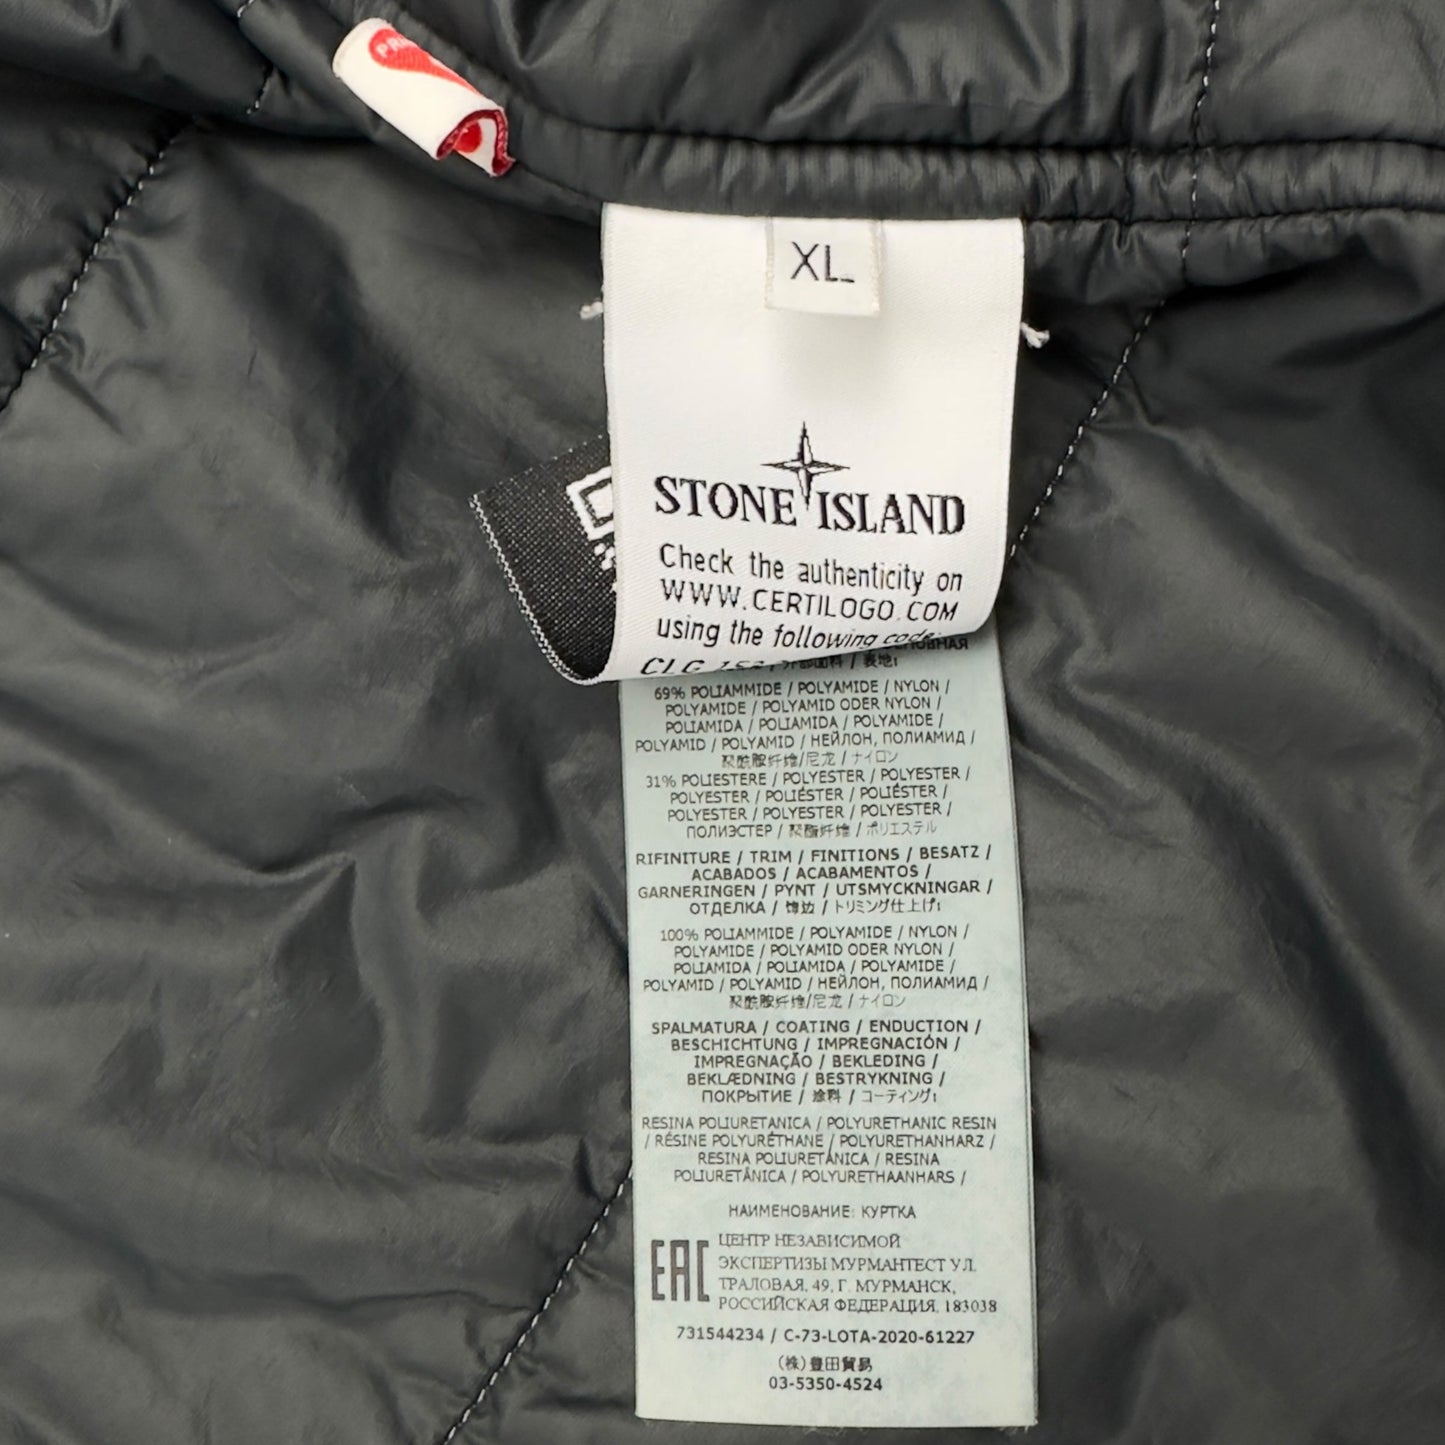 XL
STONE ISLAND
Check the authenticity on
WWW.CERTILOGO.COM
using the following code:
CLG
外部面料 / 表地:
69% POLIAMMIDE / POLYAMIDE / NYLON /
POLYAMIDE / POLYAMID ODER NYLON /
POLIAMIDA / POLIAMIDA / POLYAMIDE /
POLYAMID / POLYAMID / НЕЙЛОН, ПОЛИАМИД /
聚酰胺纤维/尼龙 / ナイロン
31% POLIESTERE / POLYESTER / POLYESTER /
POLYESTER / POLIÉSTER / POLIÉSTER /
POLYESTER / POLYESTER / POLYESTER /
ПОЛИЭСТЕР / 聚酯纤维 / ポリエステル
RIFINITURE / TRIM / FINITIONS / BESATZ /
ACABADOS / ACABAMENTOS /
GARNERINGEN / PYNT / UTSMYCKNINGAR /
ОТДЕЛКА / 饰边 / トリミング仕上げ:
100% POLIAMMIDE / POLYAMIDE / NYLON /
POLYAMIDE / POLYAMID ODER NYLON /
POLIAMIDA / POLIAMIDA / POLYAMIDE /
POLYAMID / POLYAMID / НЕЙЛОН, ПОЛИАМИД /
聚酰胺纤维/尼龙 / ナイロン
SPALMATURA / COATING / ENDUCTION /
BESCHICHTUNG / IMPREGNACIÓN /
IMPREGNAÇÃO / BEKLEDING /
BEKLÆDNING / BESTRYKNING /
ПОКРЫТИЕ / 涂料 / コーティング:
RESINA POLIURETANICA / POLYURETHANIC RESIN
/ RÉSINE POLYURÉTHANE / POLYURETHANHARZ /
RESINA POLIURETÁNICA / RESINA
POLIURETÂNICA / POLYURETHAANHARS /
НАИМЕНОВАНИЕ: КУРТКА
EAC
ЦЕНТР НЕЗАВИСИМОЙ
ЭКСПЕРТИЗЫ МУРМАНТЕСТ УЛ.
ТРАЛОВАЯ, 49, Г. МУРМАНСК,
РОССИЙСКАЯ ФЕДЕРАЦИЯ, 183038
731544234 / C-73-LOTA-2020-61227
(株)豊田貿易
03-5350-4524